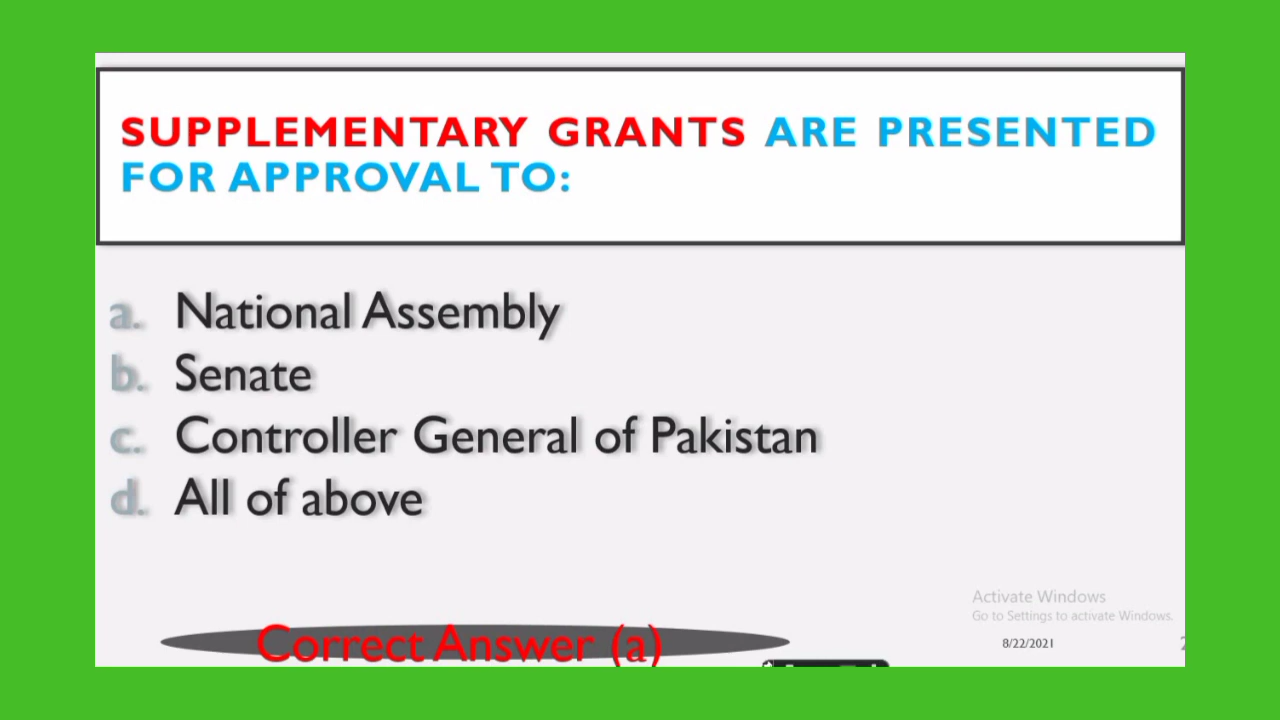 SUPPLEMENTARY GRANTS ARE PRESENTED
FOR APPROVAL TO:
a. National Assembly
b. Senate
c. Controller General of Pakistan
d. All of above
Activate Windows
Go to Settings to activate Windows.
Correct Answer (a)
8/22/2021